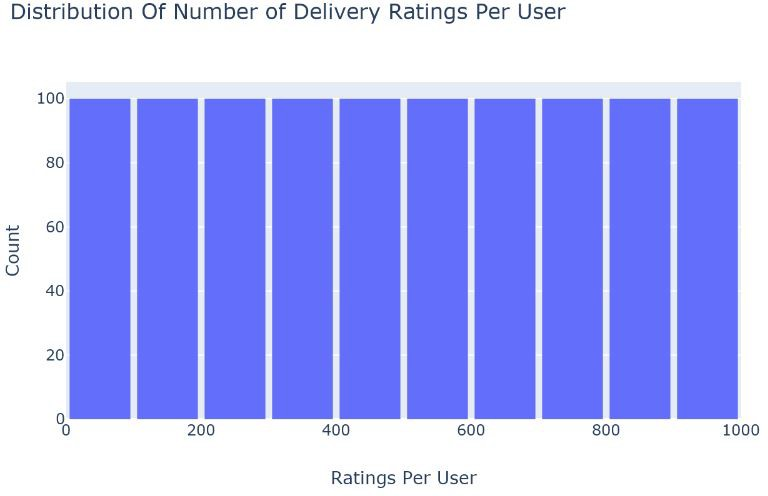 Distribution Of Number of Delivery Ratings Per User
100
80
60
40
20
0
Count
0 200 400 600 800 1000
Ratings Per User